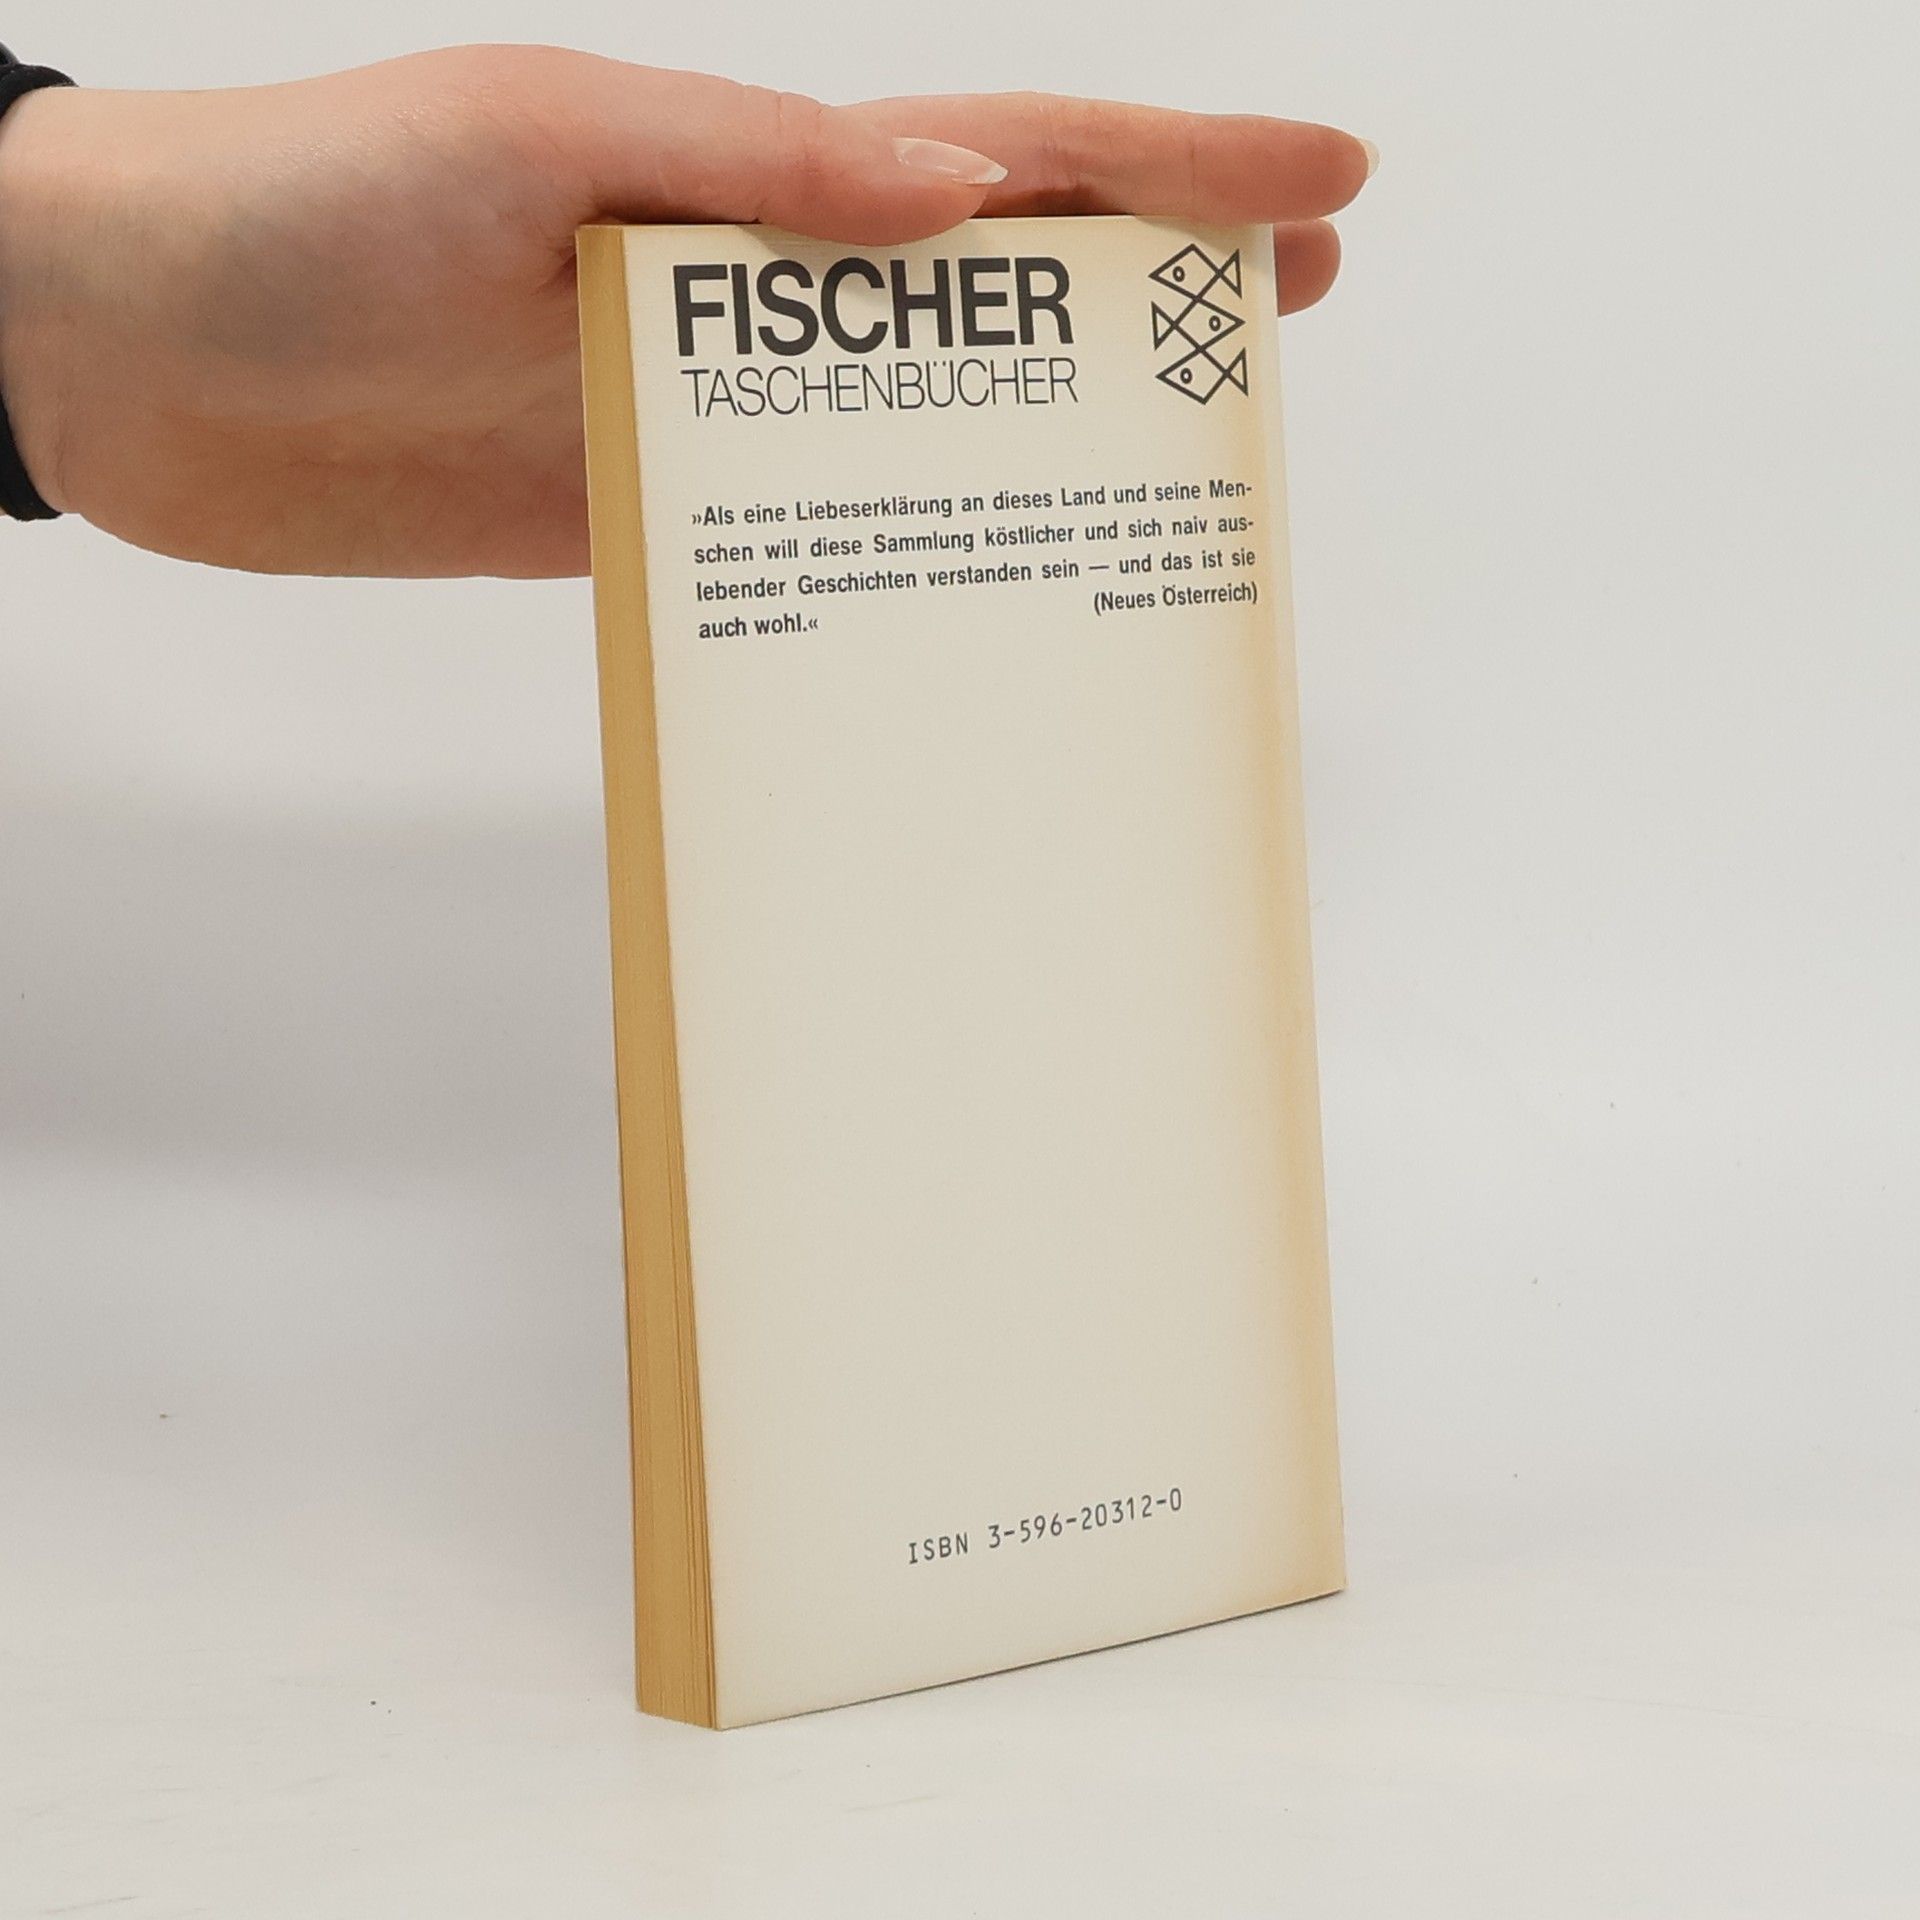 FISCHER
TASCHENBÜCHER
»Als eine Liebeserklärung an dieses Land und seine Men-
schen will diese Sammlung köstlicher und sich naiv aus-
lebender Geschichten verstanden sein — und das ist sie
auch wohl.« (Neues Österreich)
ISBN 3-596-20312-0